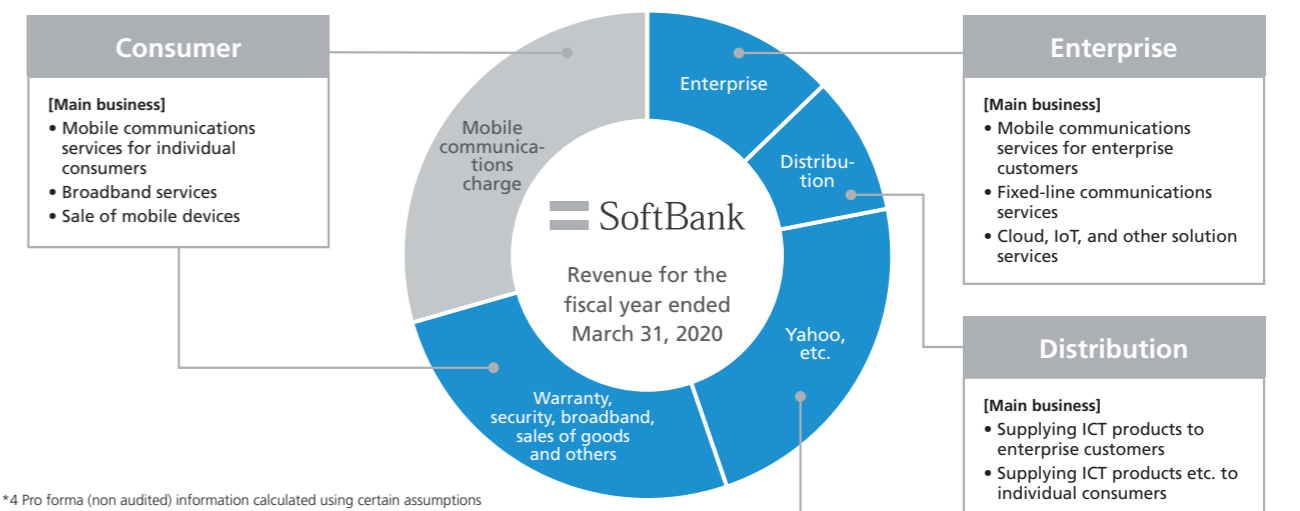 Consumer
[Main business]
• Mobile communications
services for individual
consumers
• Broadband services
• Sale of mobile devices
Mobile
communica-
tions
charge
Enterprise
Distribu-
tion
Yahoo,
etc.
Warranty,
security, broadband,
sales of goods
and others
SoftBank
Revenue for the
fiscal year ended
March 31, 2020
Enterprise
[Main business]
• Mobile communications
services for enterprise
customers
• Fixed-line communications
services
• Cloud, IoT, and other solution
services
Distribution
[Main business]
• Supplying ICT products to
enterprise customers
• Supplying ICT products etc. to
individual consumers
*4 Pro forma (non audited) information calculated using certain assumptions